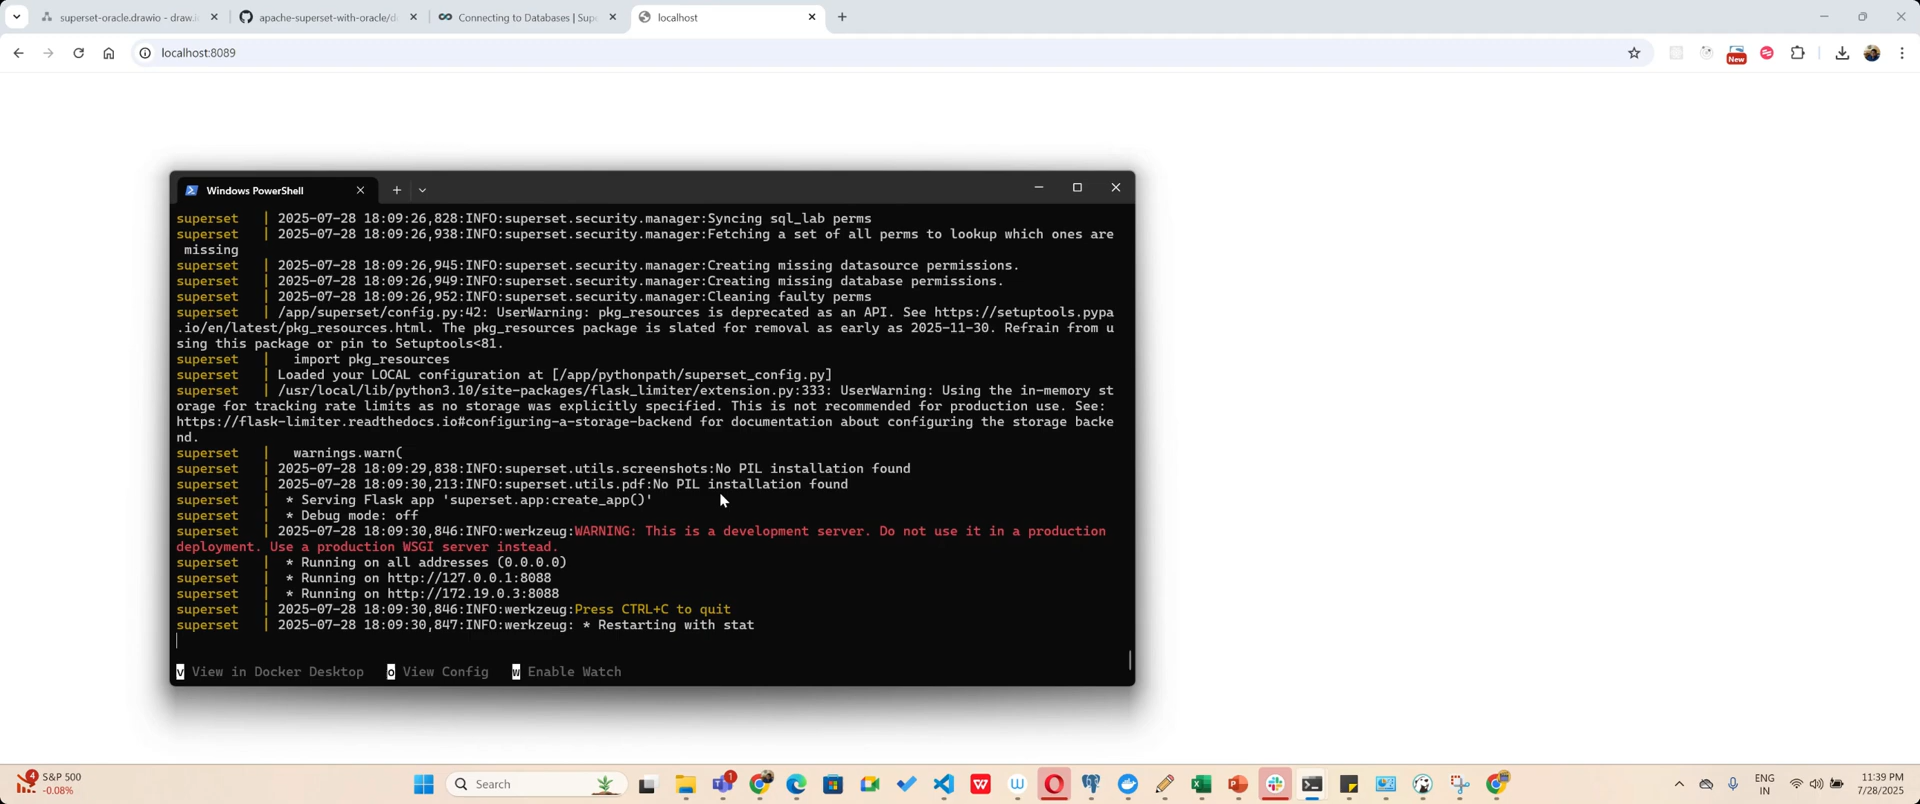 superset-oracle.drawio - draw.i
apache-superset-with-oracle/d
Connecting to Databases | Sup
localhost
localhost:8089
New
Windows PowerShell
superset | 2025-07-28 18:09:26,828:INFO:superset.security.manager:Syncing sql_lab perms
superset | 2025-07-28 18:09:26,938:INFO:superset.security.manager:Fetching a set of all perms to lookup which ones are
missing
superset | 2025-07-28 18:09:26,945:INFO:superset.security.manager:Creating missing datasource permissions.
superset | 2025-07-28 18:09:26,949:INFO:superset.security.manager:Creating missing database permissions.
superset | 2025-07-28 18:09:26,952:INFO:superset.security.manager:Cleaning faulty perms
superset | /app/superset/config.py:42: UserWarning: pkg_resources is deprecated as an API. See https://setuptools.pypa
.io/en/latest/pkg_resources.html. The pkg_resources package is slated for removal as early as 2025-11-30. Refrain from u
sing this package or pin to Setuptools<81.
superset | import pkg_resources
superset | Loaded your LOCAL configuration at [/app/pythonpath/superset_config.py]
superset | /usr/local/lib/python3.10/site-packages/flask_limiter/extension.py:333: UserWarning: Using the in-memory st
orage for tracking rate limits as no storage was explicitly specified. This is not recommended for production use. See:
https://flask-limiter.readthedocs.io#configuring-a-storage-backend for documentation about configuring the storage backe
nd.
superset | warnings.warn(
superset | 2025-07-28 18:09:29,838:INFO:superset.utils.screenshots:No PIL installation found
superset | 2025-07-28 18:09:30,213:INFO:superset.utils.pdf:No PIL installation found
superset | * Serving Flask app 'superset.app:create_app()'
superset | * Debug mode: off
superset | 2025-07-28 18:09:30,846:INFO:werkzeug:WARNING: This is a development server. Do not use it in a production
deployment. Use a production WSGI server instead.
superset | * Running on all addresses (0.0.0.0)
superset | * Running on http://127.0.0.1:8088
superset | * Running on http://172.19.0.3:8088
superset | 2025-07-28 18:09:30,846:INFO:werkzeug:Press CTRL+C to quit
superset | 2025-07-28 18:09:30,847:INFO:werkzeug: * Restarting with stat
v View in Docker Desktop o View Config w Enable Watch
4
S&P 500
-0.08%
Search
1
ENG
IN
11:39 PM
7/28/2025